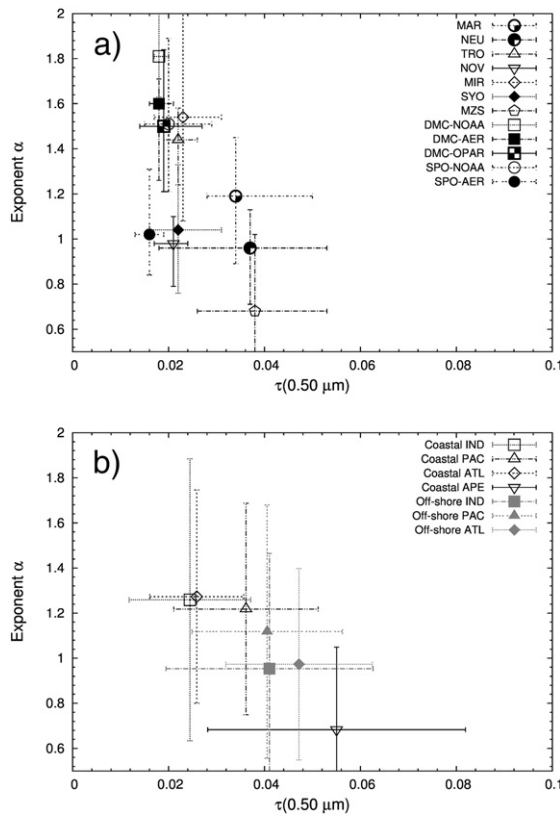 a)
2
1.8
1.6
1.4
1.2
1
0.8
0.6
Exponent α
0
0.02
0.04
0.06
0.08
0.1
τ(0.50 μm)
MAR
NEU
TRO
NOV
MIR
SYO
MZS
DMC-NOAA
DMC-AER
DMC-OPAR
SPO-NOAA
SPO-AER
b)
2
1.8
1.6
1.4
1.2
1
0.8
0.6
Exponent α
0
0.02
0.04
0.06
0.08
0.1
τ(0.50 μm)
Coastal IND
Coastal PAC
Coastal ATL
Coastal APE
Off-shore IND
Off-shore PAC
Off-shore ATL